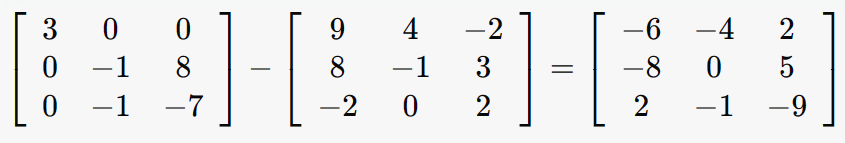 [ 3 0 0 ] [ 9 4 −2 ] [ −6 −4 2 ]
[ 0 −1 8 ] − [ 8 −1 3 ] = [ −8 0 5 ]
[ 0 −1 −7 ] [ −2 0 2 ] [ 2 −1 −9 ]